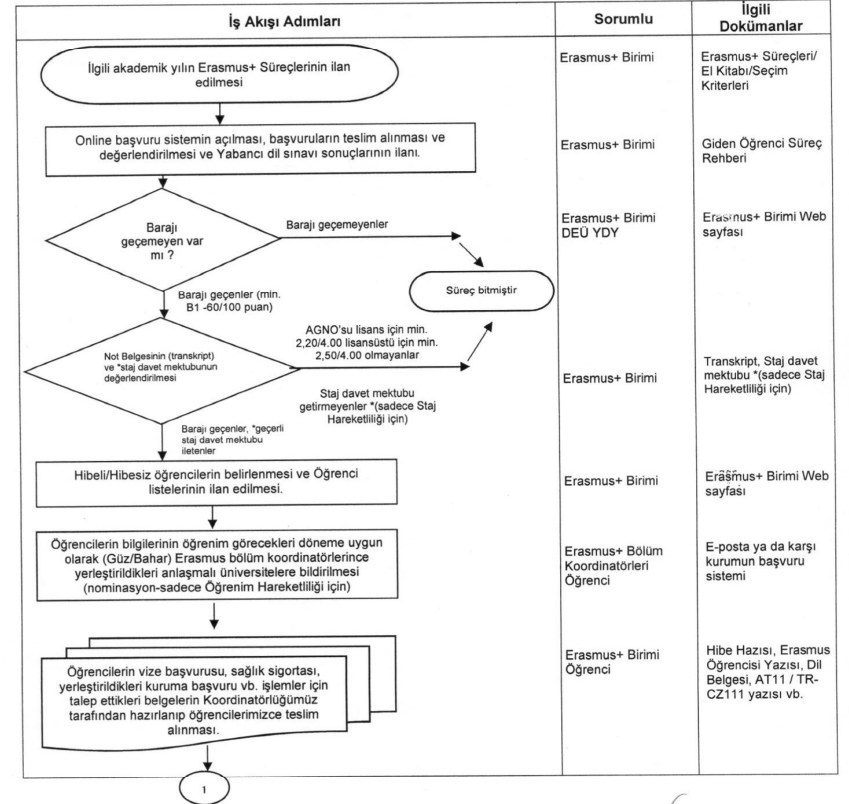 İş Akışı Adımları
Sorumlu
İlgili
Dokümanlar
İlgili akademik yılın Erasmus+ Süreçlerinin ilan
edilmesi
Erasmus+ Birimi
Erasmus+ Süreçleri/
El Kitabı/Seçim
Kriterleri
Online başvuru sistemin açılması, başvuruların teslim alınması ve
değerlendirilmesi ve Yabancı dil sınavı sonuçlarının ilanı.
Erasmus+ Birimi
Giden Öğrenci Süreç
Rehberi
Barajı
geçemeyen var
mı ?
Barajı geçemeyenler
Erasmus+ Birimi
DEÜ YDY
Erasmus+ Birimi Web
sayfası
Süreç bitmiştir
Barajı geçenler (min.
B1 -60/100 puan)
Not Belgesinin (transkript)
ve *staj davet mektubunun
değerlendirilmesi
AGNO'su lisans için min.
2,20/4.00 lisansüstü için min.
2,50/4.00 olmayanlar
Staj davet mektubu
getirmeyenler *(sadece Staj
Hareketliliği için)
Erasmus+ Birimi
Transkript, Staj davet
mektubu *(sadece Staj
Hareketliliği için)
Barajı geçenler, *geçerli
staj davet mektubu
iletenler
Hibeli/Hibesiz öğrencilerin belirlenmesi ve Öğrenci
listelerinin ilan edilmesi.
Erasmus+ Birimi
Erasmus+ Birimi Web
sayfası
Öğrencilerin bilgilerinin öğrenim görecekleri döneme uygun
olarak (Güz/Bahar) Erasmus bölüm koordinatörlerince
yerleştirildikleri anlaşmalı üniversitelere bildirilmesi
(nominasyon-sadece Öğrenim Hareketliliği için)
Erasmus+ Bölüm
Koordinatörleri
Öğrenci
E-posta ya da karşı
kurumun başvuru
sistemi
Öğrencilerin vize başvurusu, sağlık sigortası,
yerleştirildikleri kuruma başvuru vb. işlemler için
talep ettikleri belgelerin Koordinatörlüğümüz
tarafından hazırlanıp öğrencilerimizce teslim
alınması.
Erasmus+ Birimi
Öğrenci
Hibe Hazısı, Erasmus
Öğrencisi Yazısı, Dil
Belgesi, AT11 / TR-
CZ111 yazısı vb.
1